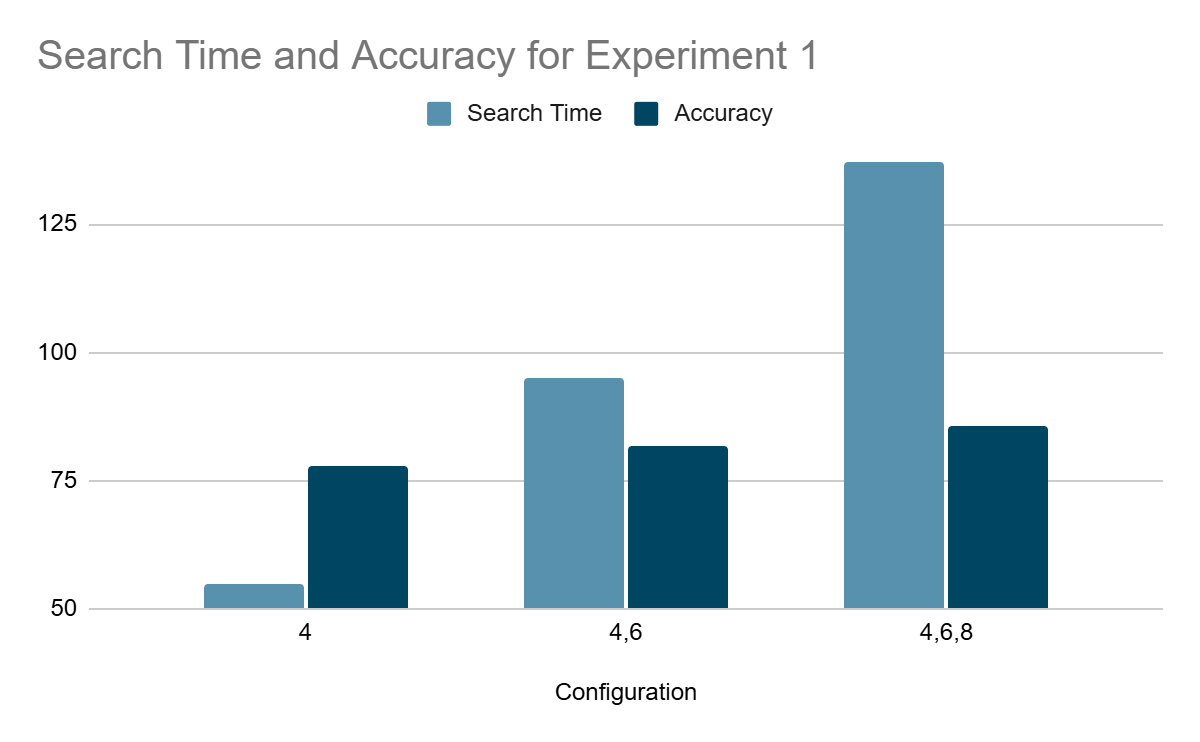 Search Time and Accuracy for Experiment 1
Search Time Accuracy
125
100
75
50
4 4,6 4,6,8
Configuration